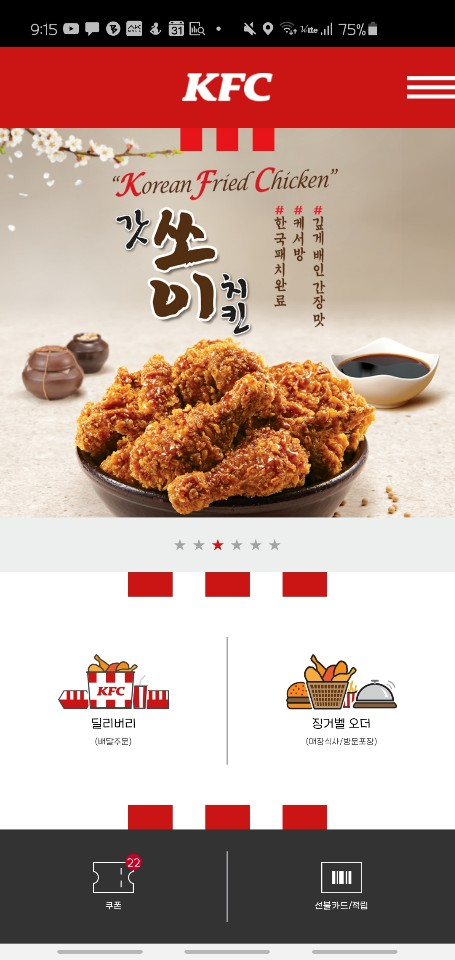 9:15
31
75%
KFC
“Korean Fried Chicken”
갓
쏘이
치킨
#한국패치완료
#케서방
#깊게 배인 간장 맛
KFC
딜리버리
(배달주문)
징거벨 오더
(매장식사/방문포장)
22
쿠폰
선불카드/적립